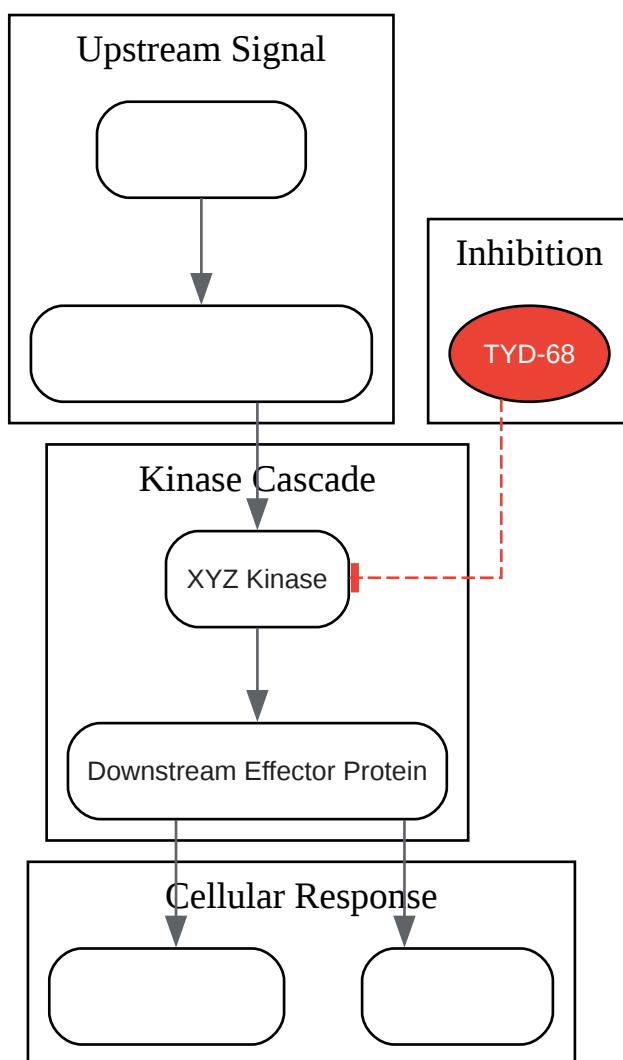 Upstream Signal
Inhibition
TYD-68
Kinase Cascade
XYZ Kinase
Downstream Effector Protein
Cellular Response